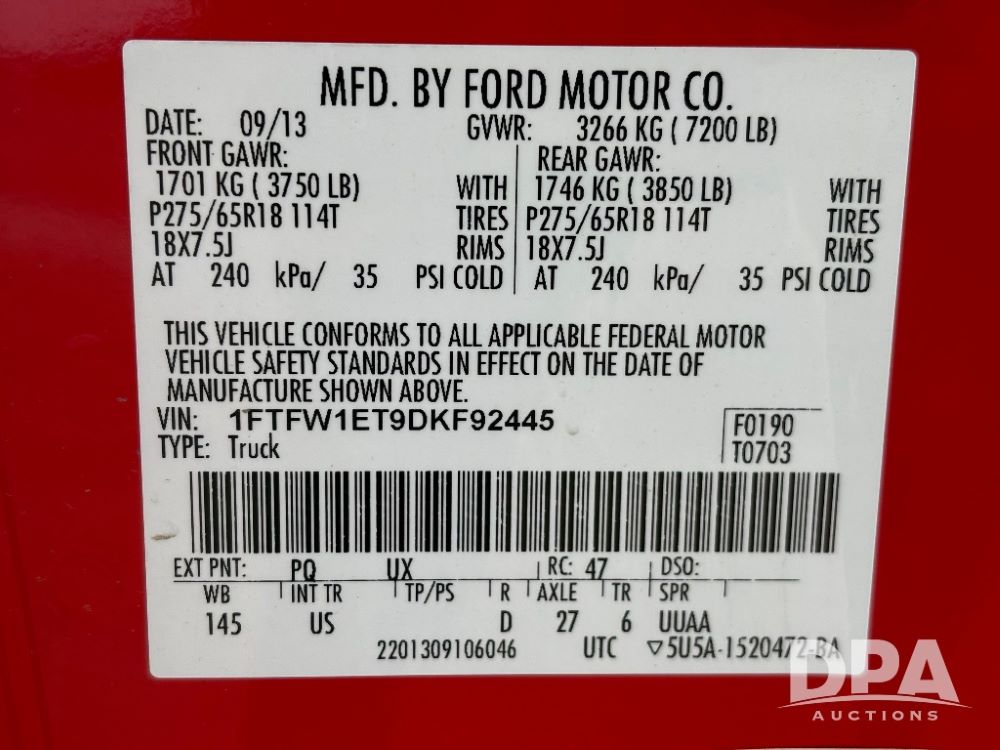 MFD. BY FORD MOTOR CO.
DATE: 09/13 GVWR: 3266 KG ( 7200 LB)
FRONT GAWR: REAR GAWR:
1701 KG ( 3750 LB) WITH 1746 KG ( 3850 LB) WITH
P275/65R18 114T TIRES P275/65R18 114T TIRES
18X7.5J RIMS 18X7.5J RIMS
AT 240 kPa/ 35 PSI COLD AT 240 kPa/ 35 PSI COLD
THIS VEHICLE CONFORMS TO ALL APPLICABLE FEDERAL MOTOR
VEHICLE SAFETY STANDARDS IN EFFECT ON THE DATE OF
MANUFACTURE SHOWN ABOVE.
VIN: 1FTFW1ET9DKF92445 F0190
TYPE: Truck T0703
EXT PNT: PQ UX RC: 47 DSO:
WB INT TR TP/PS R AXLE TR SPR
145 US D 27 6 UUAA
2201309106046 UTC ▽5U5A-1520472-BA
DPA
AUCTIONS